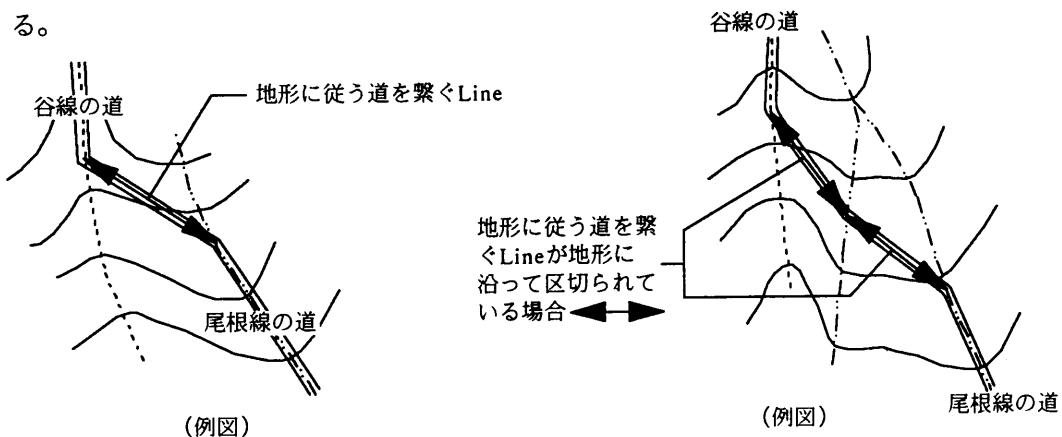 る。
谷線の道
地形に従う道を繋ぐLine
尾根線の道
(例図)
谷線の道
地形に従う道を繋
ぐLineが地形に
沿って区切られて
いる場合
尾根線の道
(例図)